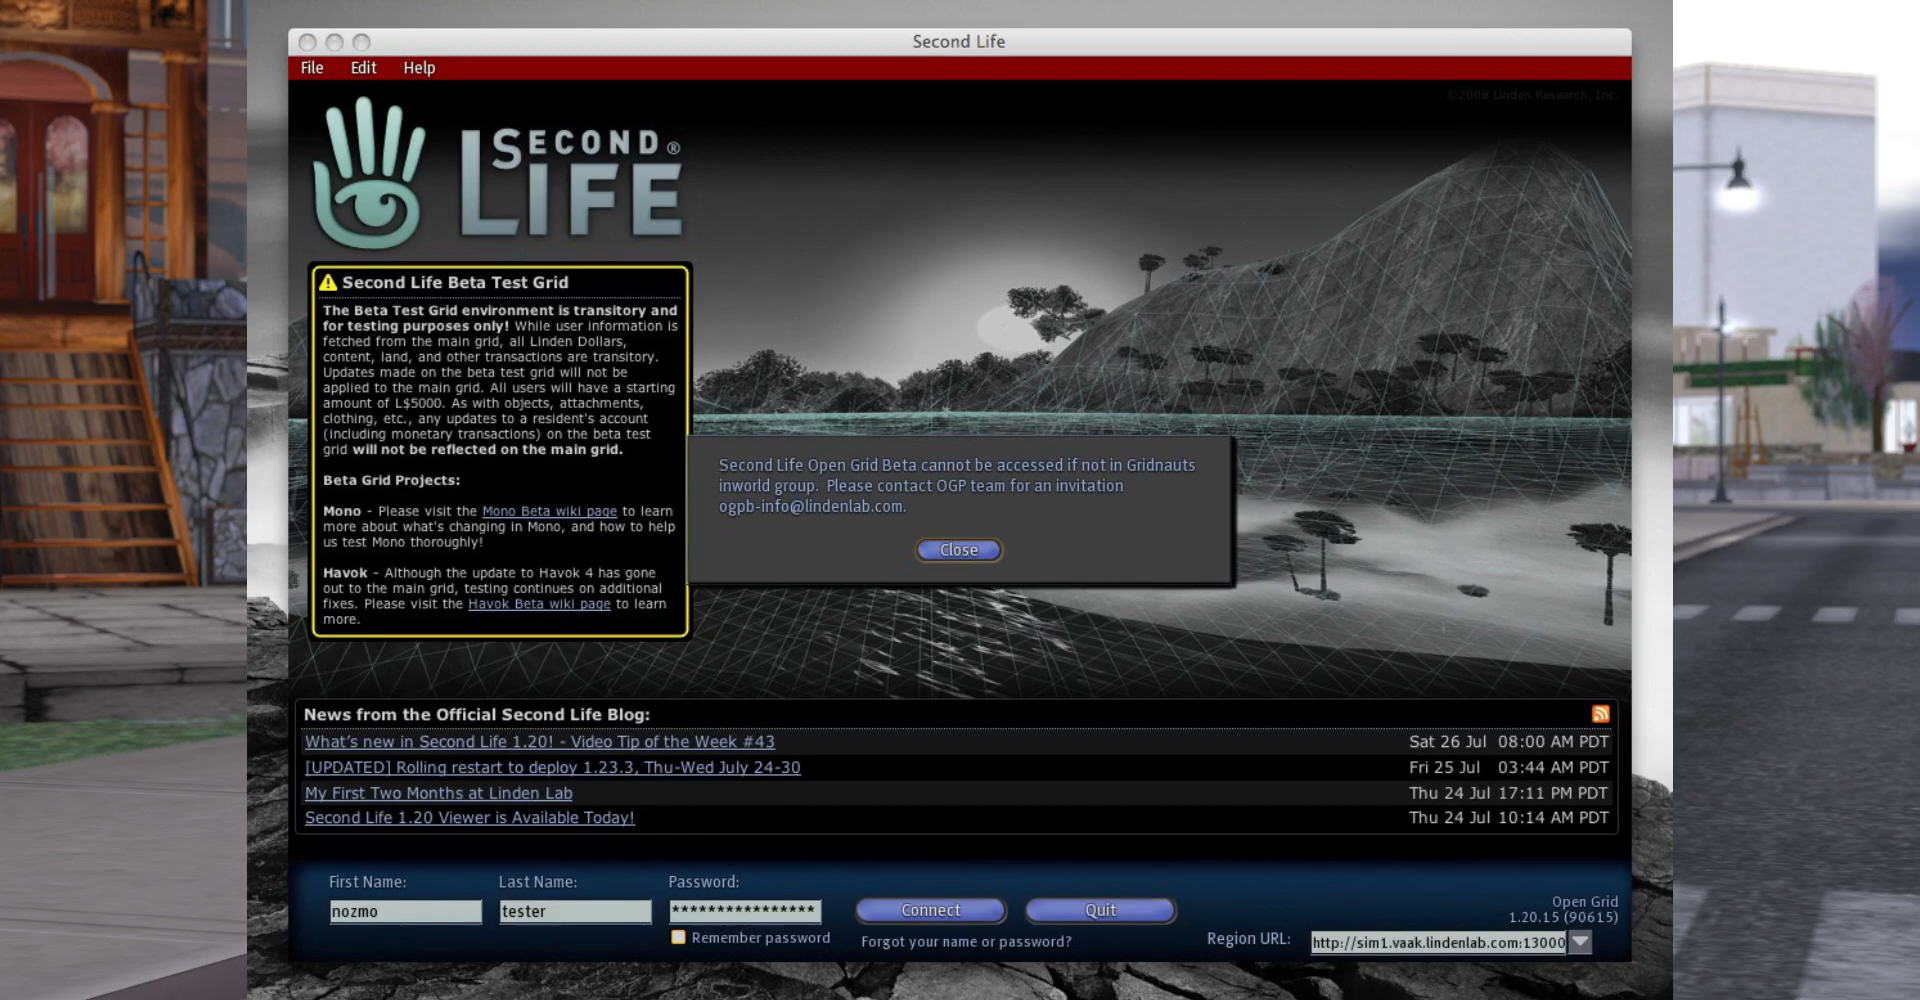 Second Life
File Edit Help
©2008 Linden Research, Inc.
SECOND®
LIFE
Second Life Beta Test Grid
The Beta Test Grid environment is transitory and
for testing purposes only! While user information is
fetched from the main grid, all Linden Dollars,
content, land, and other transactions are transitory.
Updates made on the beta test grid will not be
applied to the main grid. All users will have a starting
amount of L$5000. As with objects, attachments,
clothing, etc., any updates to a resident's account
(including monetary transactions) on the beta test
grid will not be reflected on the main grid.
Beta Grid Projects:
Mono - Please visit the Mono Beta wiki page to learn
more about what's changing in Mono, and how to help
us test Mono thoroughly!
Havok - Although the update to Havok 4 has gone
out to the main grid, testing continues on additional
fixes. Please visit the Havok Beta wiki page to learn
more.
Second Life Open Grid Beta cannot be accessed if not in Gridnauts
inworld group. Please contact OGP team for an invitation
ogpb-info@lindenlab.com.
Close
News from the Official Second Life Blog:
What's new in Second Life 1.20! - Video Tip of the Week #43 Sat 26 Jul 08:00 AM PDT
[UPDATED] Rolling restart to deploy 1.23.3, Thu-Wed July 24-30 Fri 25 Jul 03:44 AM PDT
My First Two Months at Linden Lab Thu 24 Jul 17:11 PM PDT
Second Life 1.20 Viewer is Available Today! Thu 24 Jul 10:14 AM PDT
First Name: Last Name: Password:
nozmo tester **************** Connect Quit
Open Grid
1.20.15 (90615)
Remember password Forgot your name or password? Region URL: http://sim1.vaak.lindenlab.com:13000